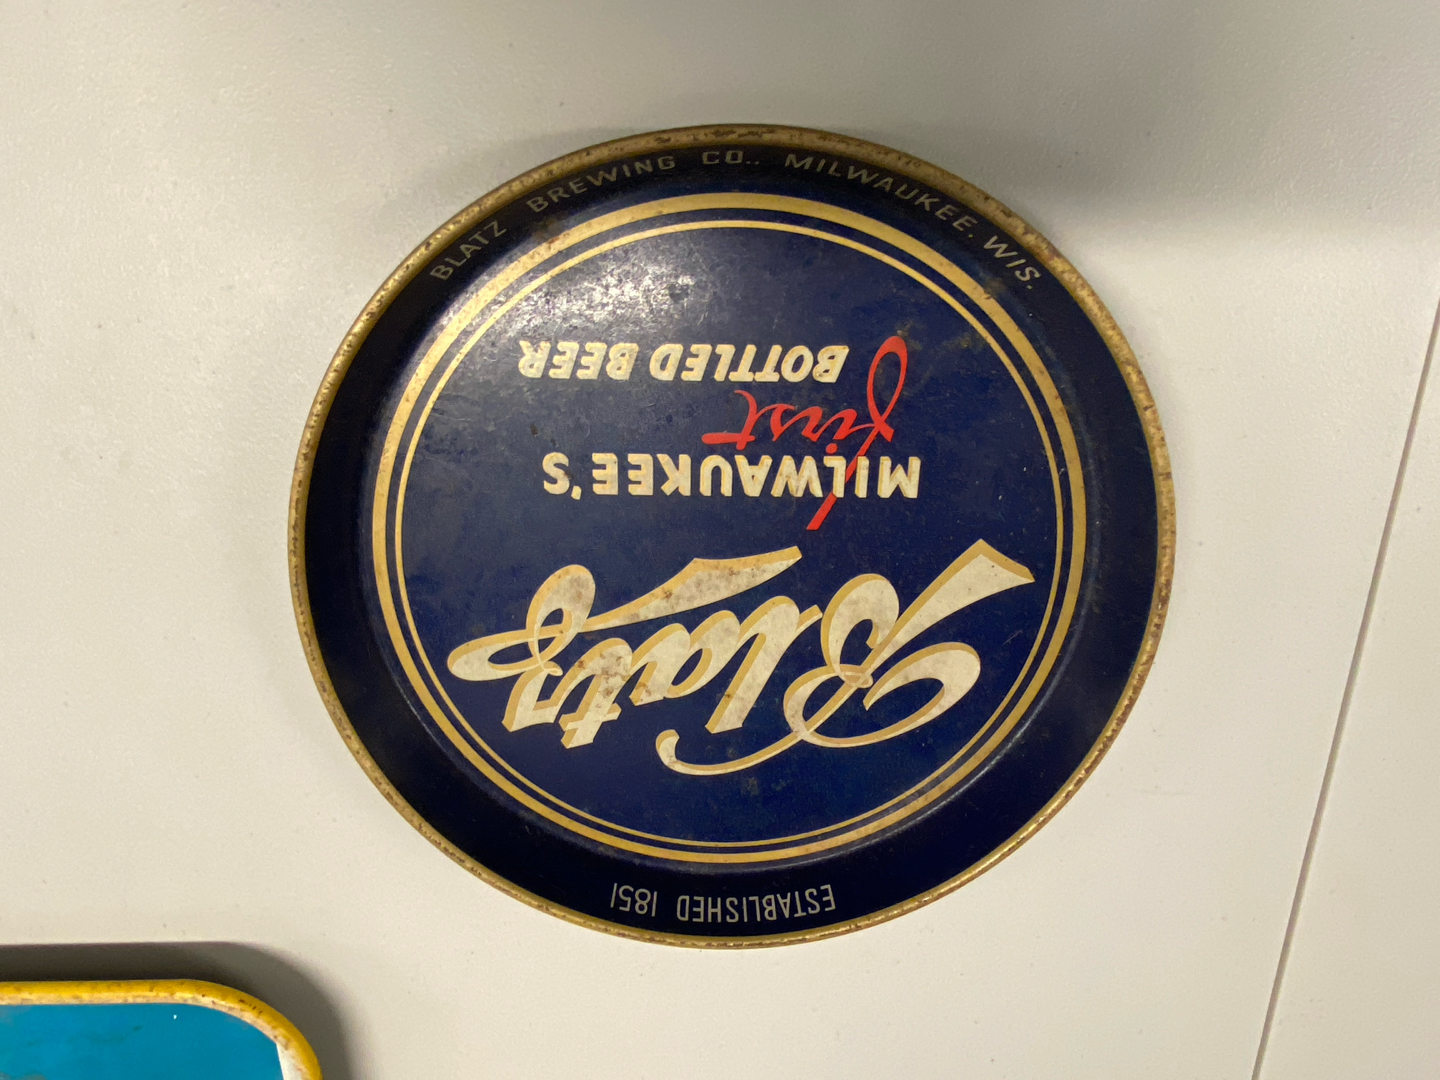 ESTABLISHED 1851
Blatz
MILWAUKEE'S
first
BOTTLED BEER
BLATZ BREWING CO., MILWAUKEE, WIS.